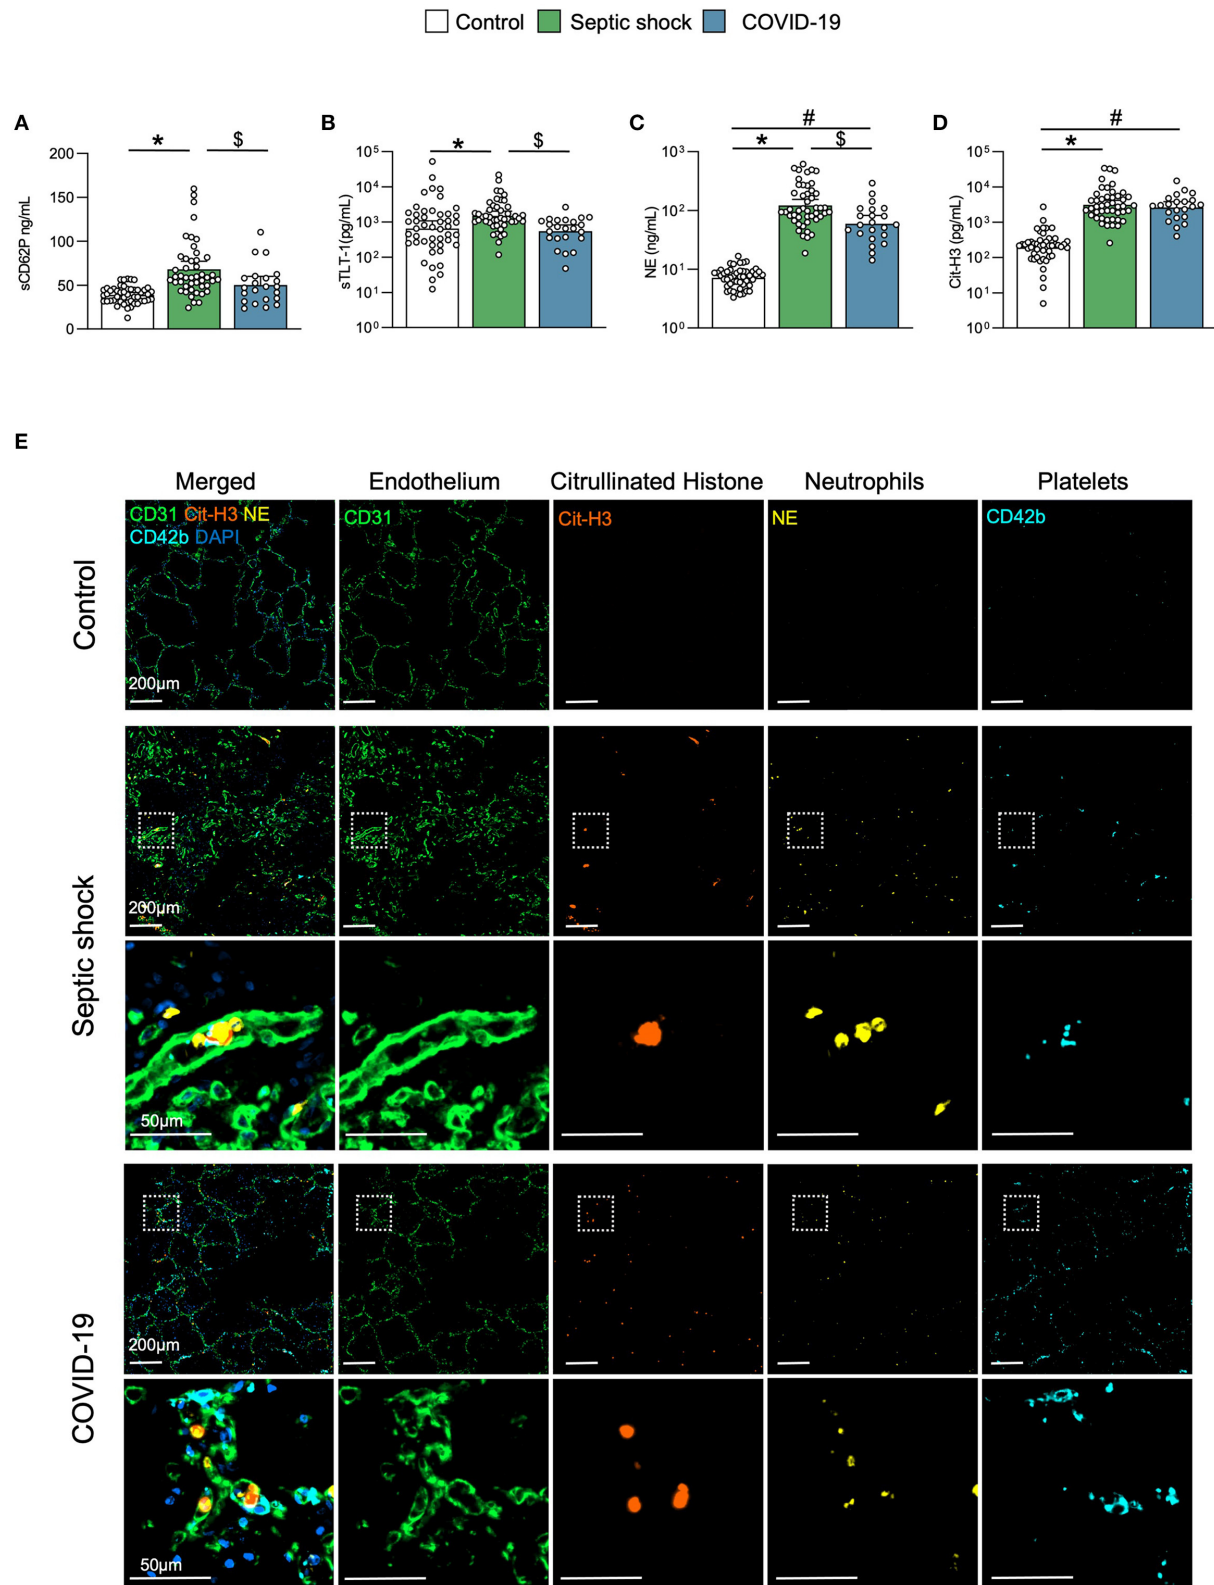 Control Septic shock COVID-19
A
*
$
sCD62P ng/mL
200
150
100
50
0
B
*
$
sTLT-1(pg/mL)
10⁵
10⁴
10³
10²
10¹
10⁰
C
#
*
$
NE (ng/mL)
10³
10²
10¹
10⁰
D
#
*
Cit-H3 (pg/mL)
10⁵
10⁴
10³
10²
10¹
10⁰
E
Merged Endothelium Citrullinated Histone Neutrophils Platelets
Control
CD31 Cit-H3 NE
CD42b DAPI
200µm
CD31
Cit-H3
NE
CD42b
Septic shock
200µm
50µm
COVID-19
200µm
50µm